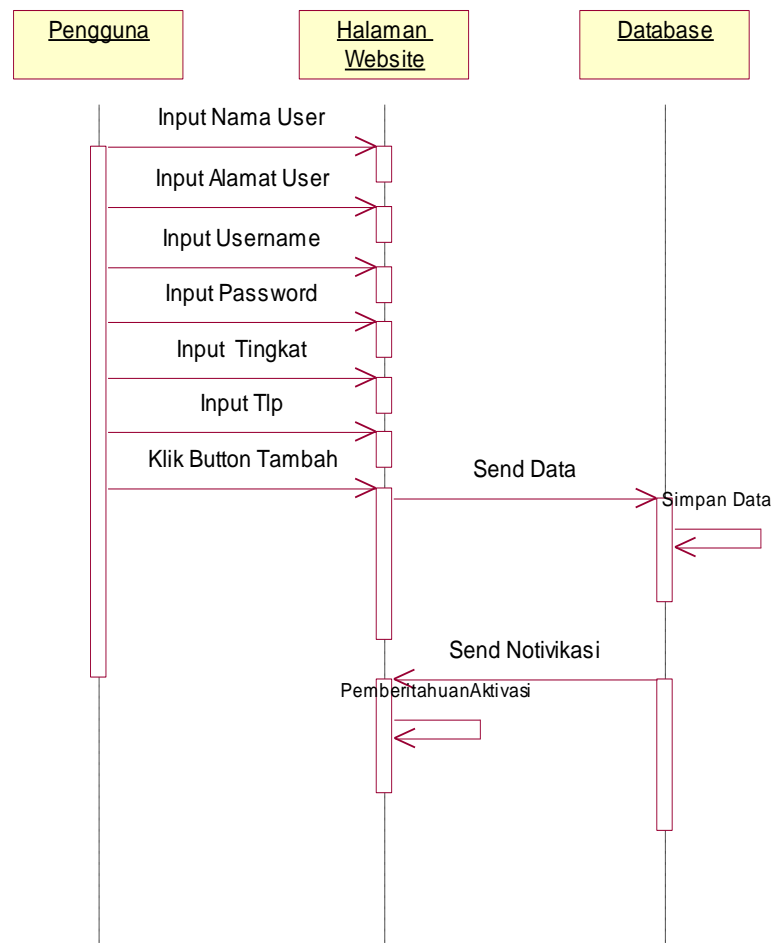 Pengguna
Halaman
Website
Database
Input Nama User
Input Alamat User
Input Username
Input Password
Input Tingkat
Input Tlp
Klik Button Tambah
Send Data
Simpan Data
Send Notivikasi
PemberitahuanAktivasi